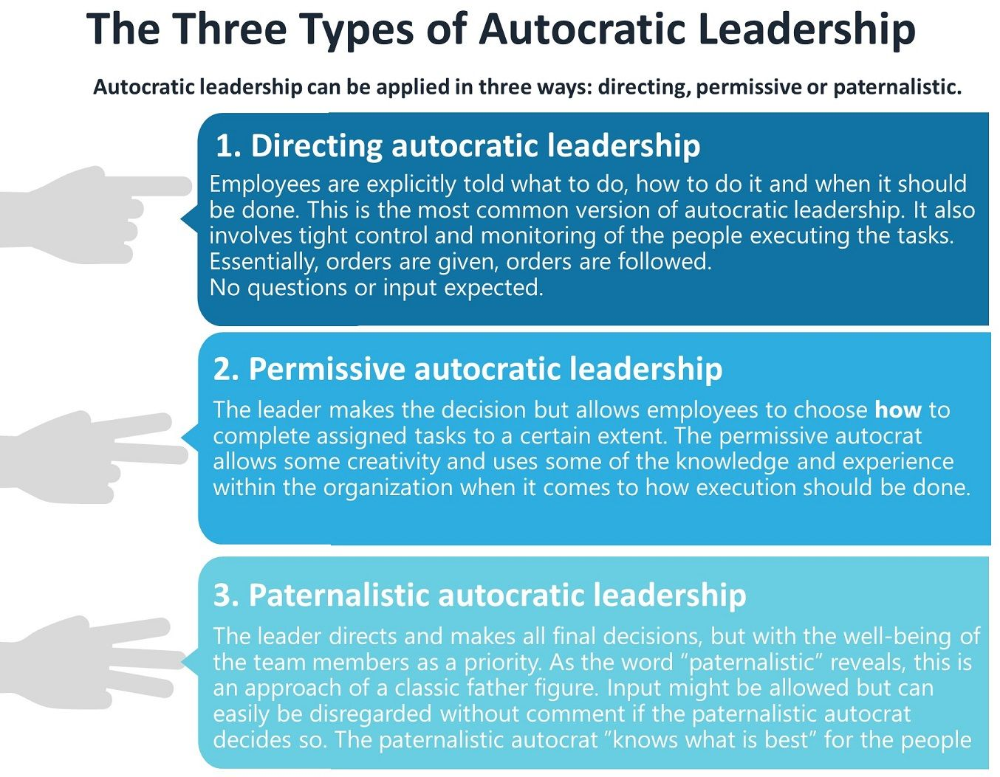 The Three Types of Autocratic Leadership
Autocratic leadership can be applied in three ways: directing, permissive or paternalistic.
1. Directing autocratic leadership
Employees are explicitly told what to do, how to do it and when it should
be done. This is the most common version of autocratic leadership. It also
involves tight control and monitoring of the people executing the tasks.
Essentially, orders are given, orders are followed.
No questions or input expected.
2. Permissive autocratic leadership
The leader makes the decision but allows employees to choose how to
complete assigned tasks to a certain extent. The permissive autocrat
allows some creativity and uses some of the knowledge and experience
within the organization when it comes to how execution should be done.
3. Paternalistic autocratic leadership
The leader directs and makes all final decisions, but with the well-being of
the team members as a priority. As the word “paternalistic” reveals, this is
an approach of a classic father figure. Input might be allowed but can
easily be disregarded without comment if the paternalistic autocrat
decides so. The paternalistic autocrat ”knows what is best” for the people